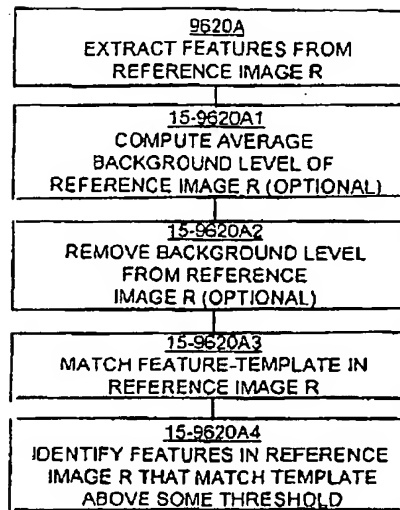 9620A
EXTRACT FEATURES FROM
REFERENCE IMAGE R
15-9620A1
COMPUTE AVERAGE
BACKGROUND LEVEL OF
REFERENCE IMAGE R (OPTIONAL)
15-9620A2
REMOVE BACKGROUND LEVEL
FROM REFERENCE
IMAGE R (OPTIONAL)
15-9620A3
MATCH FEATURE-TEMPLATE IN
REFERENCE IMAGE R
15-9620A4
IDENTIFY FEATURES IN REFERENCE
IMAGE R THAT MATCH TEMPLATE
ABOVE SOME THRESHOLD